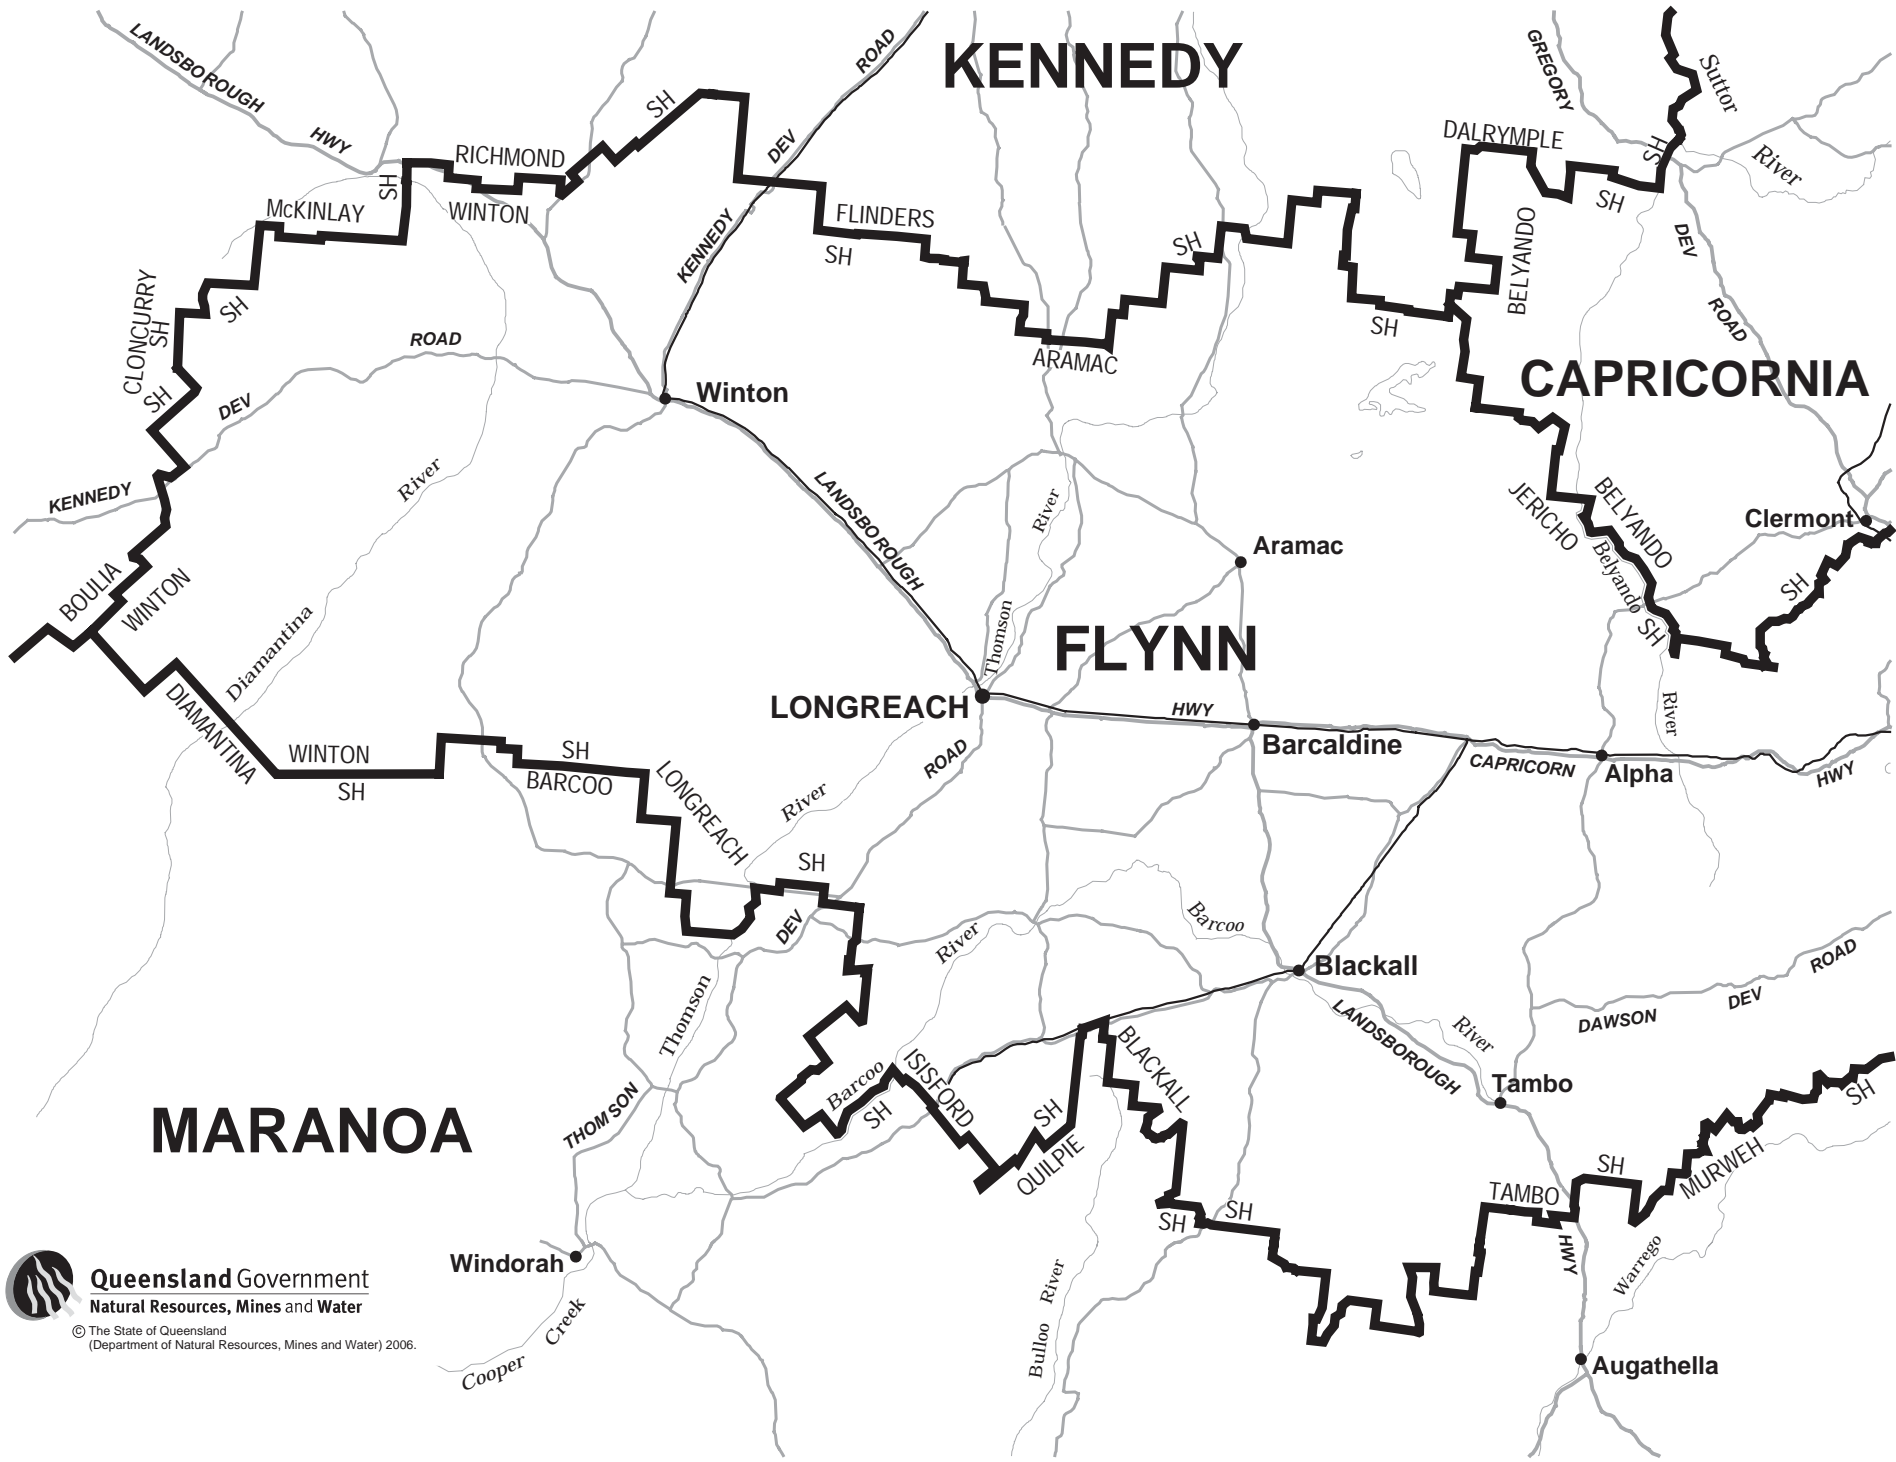 KENNEDY
LANDSBOROUGH
HWY
ROAD
DEV
KENNEDY
SH
RICHMOND
SH
WINTON
McKINLAY
SH
CLONCURRY
SH
SH
FLINDERS
SH
SH
ARAMAC
GREGORY
DEV
ROAD
Suttor
River
DALRYMPLE
SH
SH
BELYANDO
SH
CAPRICORNIA
ROAD
DEV
KENNEDY
Winton
River
Diamantina
BOULIA
WINTON
LANDSBOROUGH
River
Thomson
Aramac
JERICHO
BELYANDO
Belyando
SH
River
Clermont
SH
FLYNN
LONGREACH
HWY
Barcaldine
CAPRICORN
Alpha
HWY
DIAMANTINA
WINTON
SH
SH
BARCOO
LONGREACH
SH
River
ROAD
DEV
THOMSON
Thomson
River
Barcoo
Barcoo
SH
ISISFORD
SH
QUILPIE
BLACKALL
SH
SH
Blackall
LANDSBOROUGH
River
Tambo
DAWSON
DEV
ROAD
TAMBO
SH
MURWEH
SH
HWY
Warrego
Augathella
MARANOA
Windorah
Cooper
Creek
Bulloo
River
Queensland Government
Natural Resources, Mines and Water
© The State of Queensland
(Department of Natural Resources, Mines and Water) 2006.